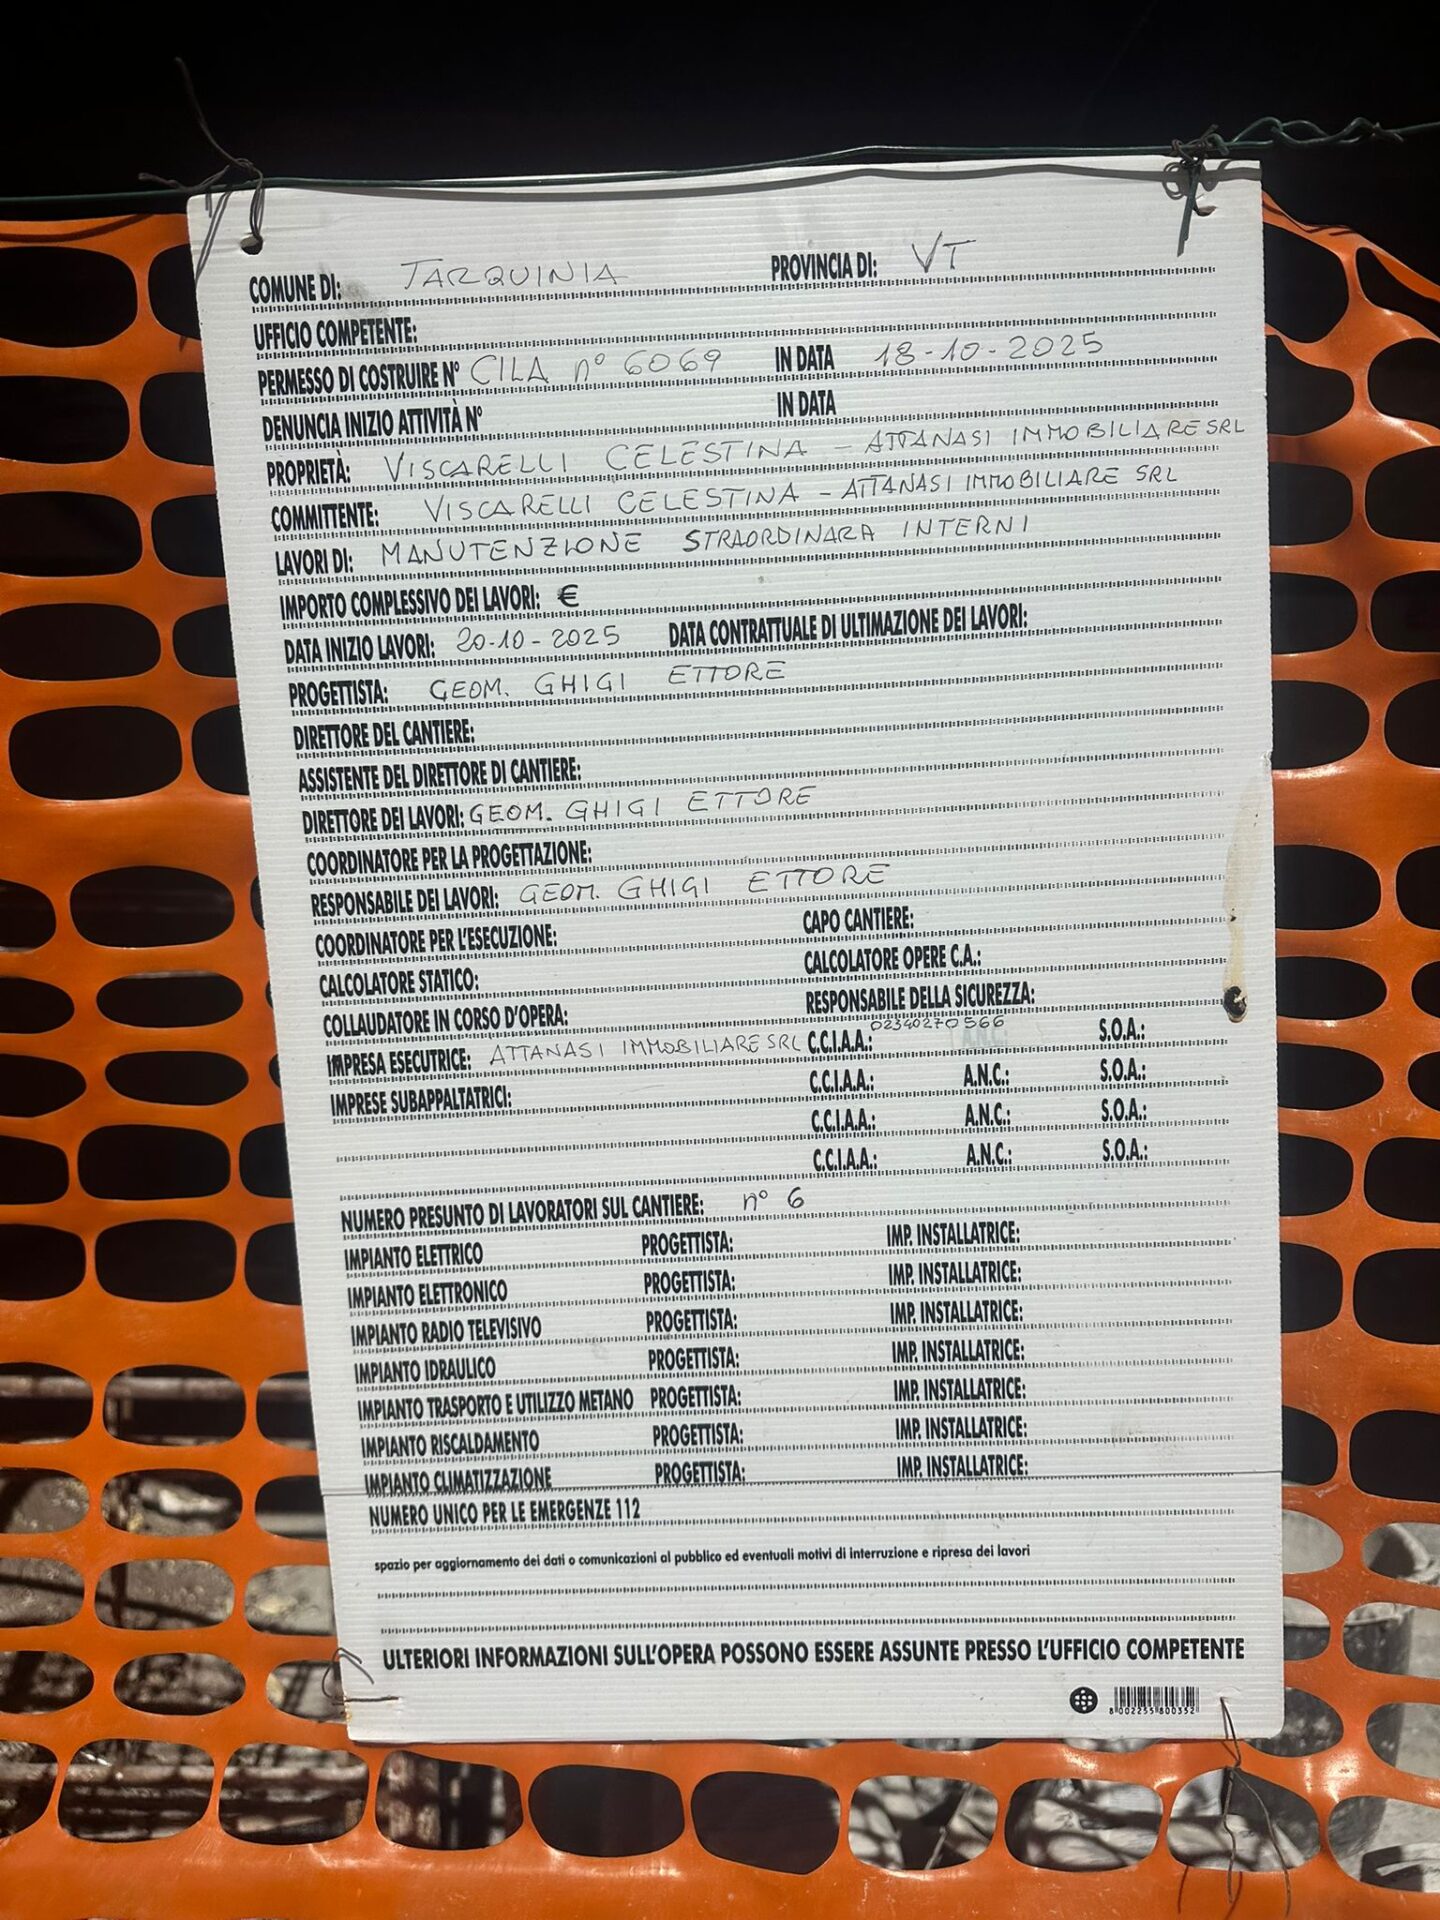 COMUNE DI: TARQUINIA PROVINCIA DI: VT
UFFICIO COMPETENTE:
PERMESSO DI COSTRUIRE N° CILA n° 6069 IN DATA 18-10-2025
DENUNCIA INIZIO ATTIVITÀ N° IN DATA
PROPRIETÀ: VISCARELLI CELESTINA - ATTANASI IMMOBILIARE SRL
COMMITTENTE: VISCARELLI CELESTINA - ATTANASI IMMOBILIARE SRL
LAVORI DI: MANUTENZIONE STRAORDINARA INTERNI
IMPORTO COMPLESSIVO DEI LAVORI: €
DATA INIZIO LAVORI: 20-10-2025 DATA CONTRATTUALE DI ULTIMAZIONE DEI LAVORI:
PROGETTISTA: GEOM. GHIGI ETTORE
DIRETTORE DEL CANTIERE:
ASSISTENTE DEL DIRETTORE DI CANTIERE:
DIRETTORE DEI LAVORI: GEOM. GHIGI ETTORE
COORDINATORE PER LA PROGETTAZIONE:
RESPONSABILE DEI LAVORI: GEOM. GHIGI ETTORE
COORDINATORE PER L'ESECUZIONE: CAPO CANTIERE:
CALCOLATORE STATICO: CALCOLATORE OPERE C.A.:
COLLAUDATORE IN CORSO D'OPERA: RESPONSABILE DELLA SICUREZZA:
IMPRESA ESECUTRICE: ATTANASI IMMOBILIARE SRL C.C.I.A.A.: 02340270566 A.N.C.: S.O.A.:
IMPRESE SUBAPPALTATRICI: C.C.I.A.A.: A.N.C.: S.O.A.:
C.C.I.A.A.: A.N.C.: S.O.A.:
C.C.I.A.A.: A.N.C.: S.O.A.:
NUMERO PRESUNTO DI LAVORATORI SUL CANTIERE: n° 6
IMPIANTO ELETTRICO PROGETTISTA: IMP. INSTALLATRICE:
IMPIANTO ELETTRONICO PROGETTISTA: IMP. INSTALLATRICE:
IMPIANTO RADIO TELEVISIVO PROGETTISTA: IMP. INSTALLATRICE:
IMPIANTO IDRAULICO PROGETTISTA: IMP. INSTALLATRICE:
IMPIANTO TRASPORTO E UTILIZZO METANO PROGETTISTA: IMP. INSTALLATRICE:
IMPIANTO RISCALDAMENTO PROGETTISTA: IMP. INSTALLATRICE:
IMPIANTO CLIMATIZZAZIONE PROGETTISTA: IMP. INSTALLATRICE:
NUMERO UNICO PER LE EMERGENZE 112
spazio per aggiornamento dei dati o comunicazioni al pubblico ed eventuali motivi di interruzione e ripresa dei lavori
ULTERIORI INFORMAZIONI SULL'OPERA POSSONO ESSERE ASSUNTE PRESSO L'UFFICIO COMPETENTE
8 002255 800352